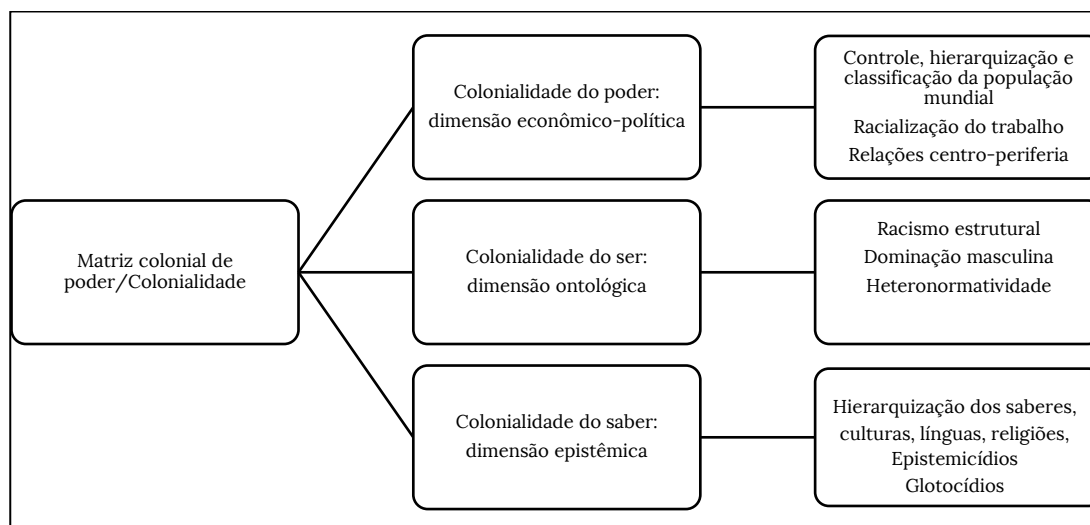 Matriz colonial de
poder/Colonialidade
Colonialidade do poder:
dimensão econômico-política
Controle, hierarquização e
classificação da população
mundial
Racialização do trabalho
Relações centro-periferia
Colonialidade do ser:
dimensão ontológica
Racismo estrutural
Dominação masculina
Heteronormatividade
Colonialidade do saber:
dimensão epistêmica
Hierarquização dos saberes,
culturas, línguas, religiões,
Epistemicídios
Glotocídios